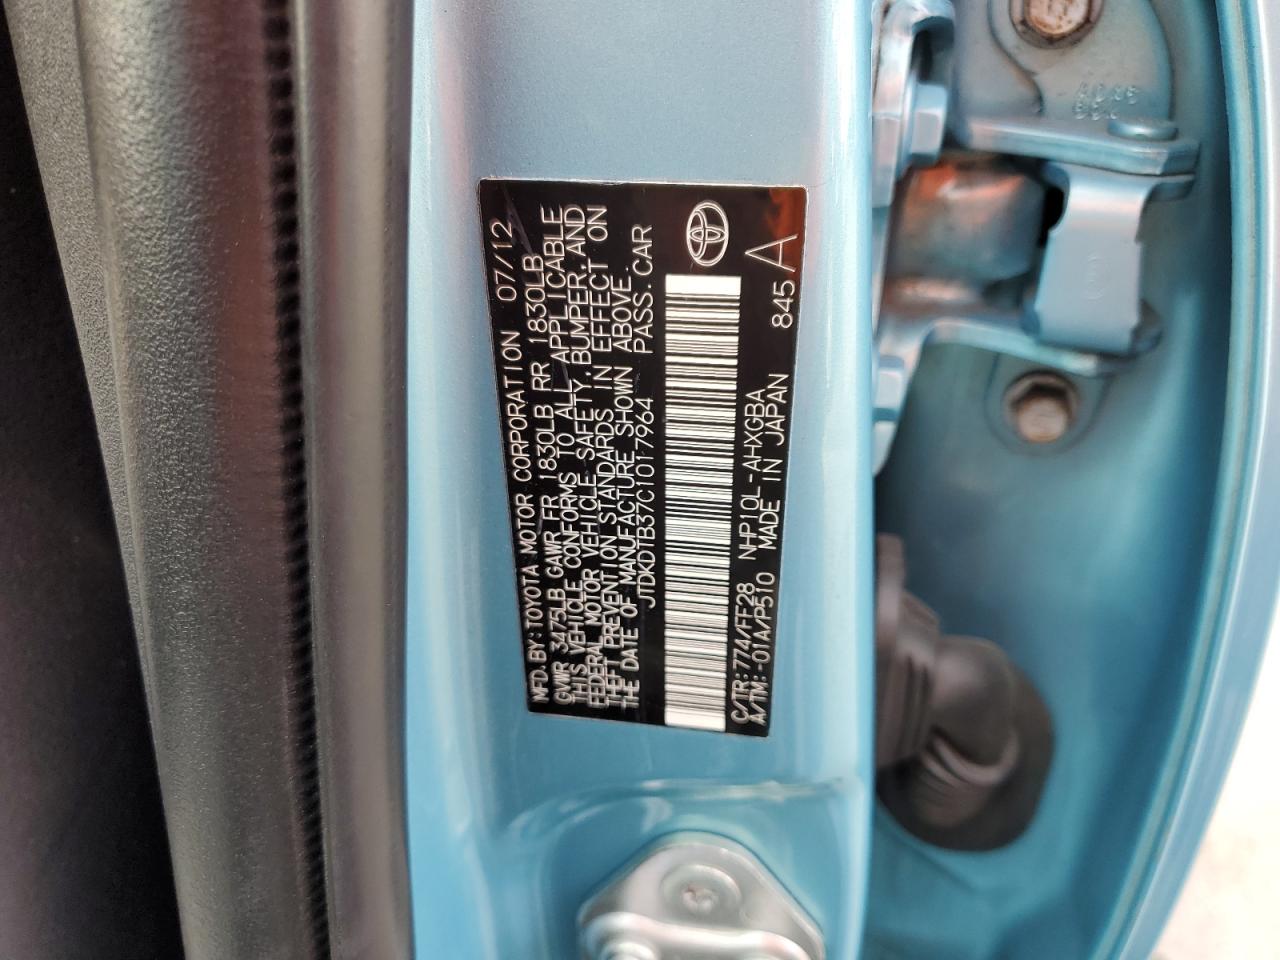 MFD. BY: TOYOTA MOTOR CORPORATION 07/12
GVWR 3475LB GAWR FR 1830LB RR 1830LB
THIS VEHICLE CONFORMS TO ALL APPLICABLE
FEDERAL MOTOR VEHICLE SAFETY, BUMPER, AND
THEFT PREVENTION STANDARDS IN EFFECT ON
THE DATE OF MANUFACTURE SHOWN ABOVE.
JTDKDTB37C1017964 PASS. CAR
C/TR: 774/FF28 NHP10L-AHXGBA 845 A
A/TM: -01A/P510 MADE IN JAPAN